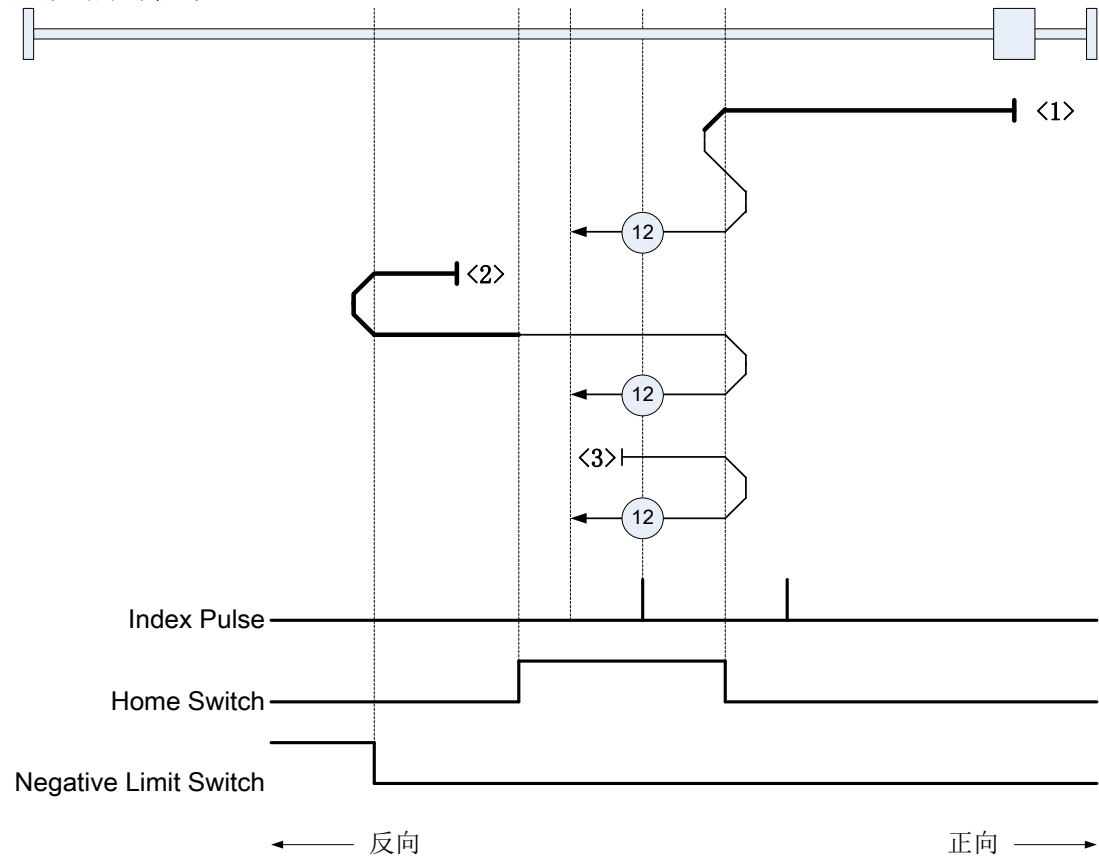 <1>
12
<2>
12
<3>
12
Index Pulse
Home Switch
Negative Limit Switch
反向
正向